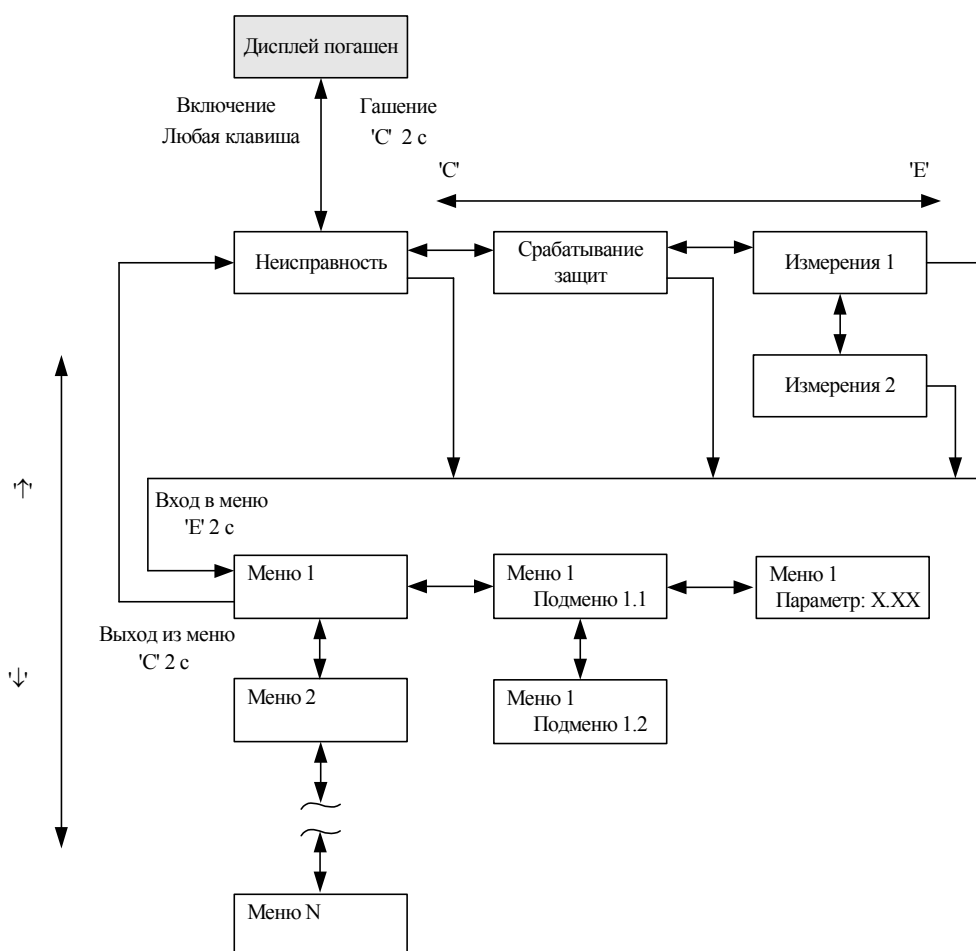 Дисплей погашен
Включение
Любая клавиша
Гашение
'С' 2 с
'С'
'Е'
Неисправность
Срабатывание
защит
Измерения 1
Измерения 2
'↑'
Вход в меню
'Е' 2 с
Меню 1
Меню 1
Подменю 1.1
Меню 1
Параметр: X.XX
Выход из меню
'С' 2 с
'↓'
Меню 2
Меню 1
Подменю 1.2
Меню N